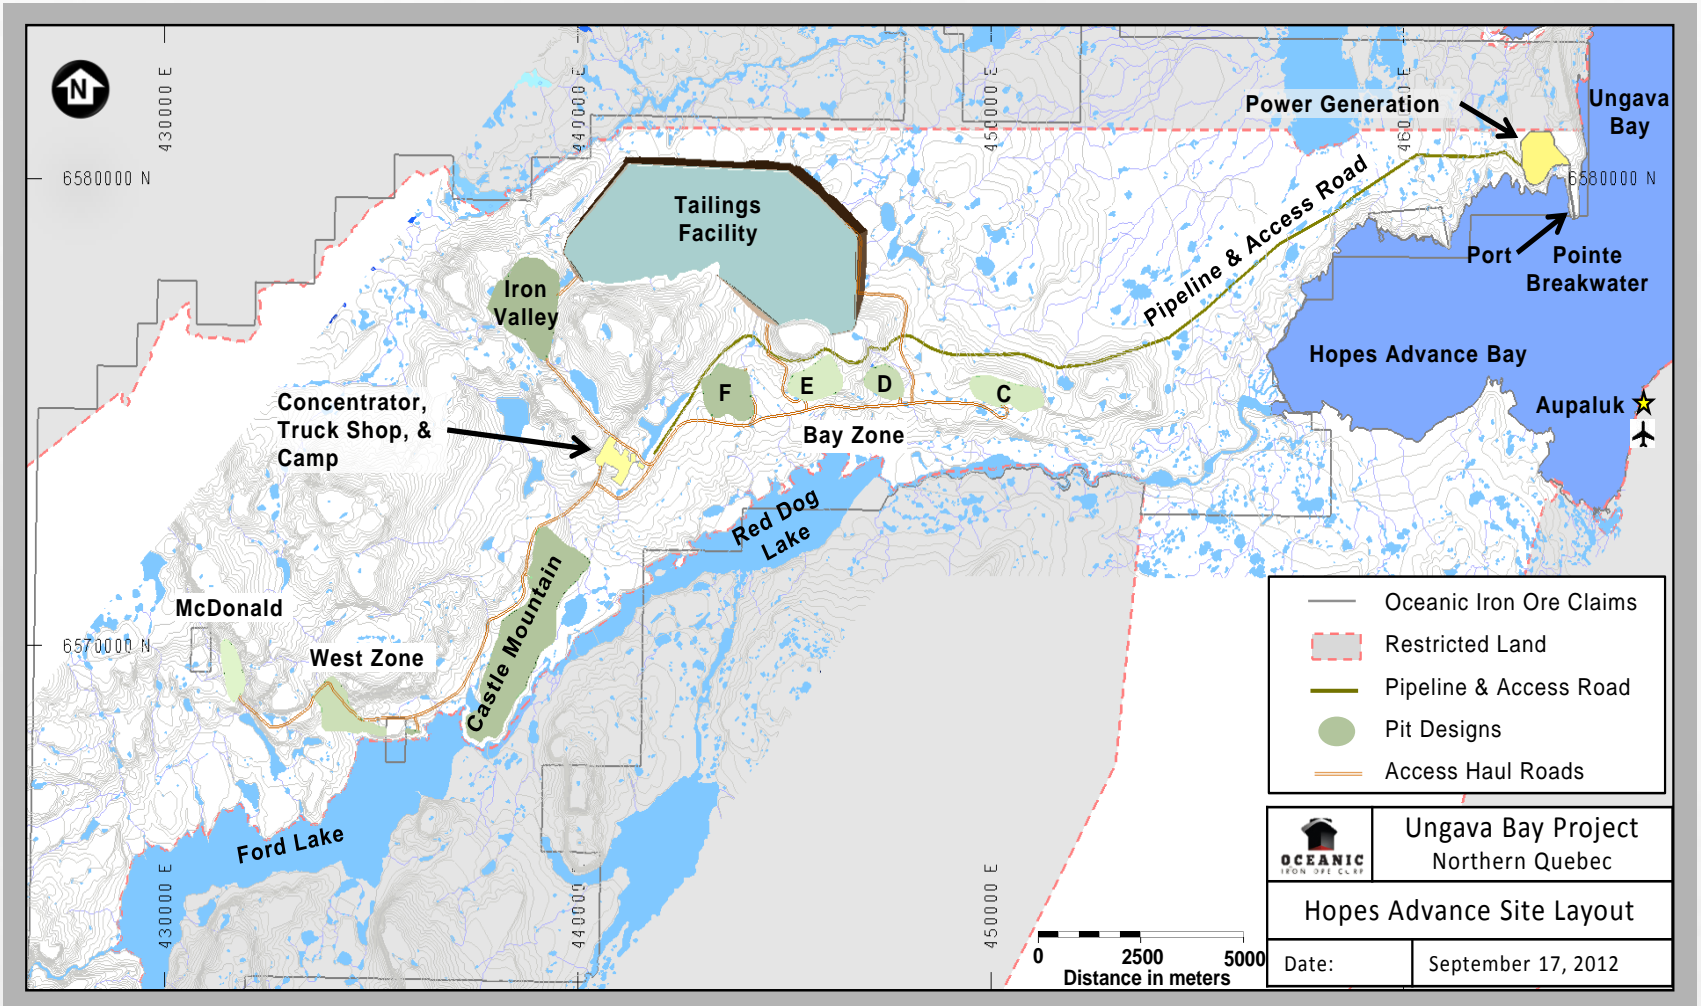 N
430000 E
440000 E
450000 E
460000 E
Ungava
Bay
Power Generation
6580000 N
6580000 N
Tailings
Facility
Pipeline & Access Road
Port
Pointe
Breakwater
Iron
Valley
Hopes Advance Bay
Concentrator,
Truck Shop, &
Camp
F
E
D
C
Aupaluk
Bay Zone
Red Dog
Lake
McDonald
Castle Mountain
6570000 N
West Zone
Ford Lake
430000 E
440000 E
450000 E
Oceanic Iron Ore Claims
Restricted Land
Pipeline & Access Road
Pit Designs
Access Haul Roads
OCEANIC
IRON ORE CORP
Ungava Bay Project
Northern Quebec
Hopes Advance Site Layout
0
2500
5000
Distance in meters
Date:
September 17, 2012